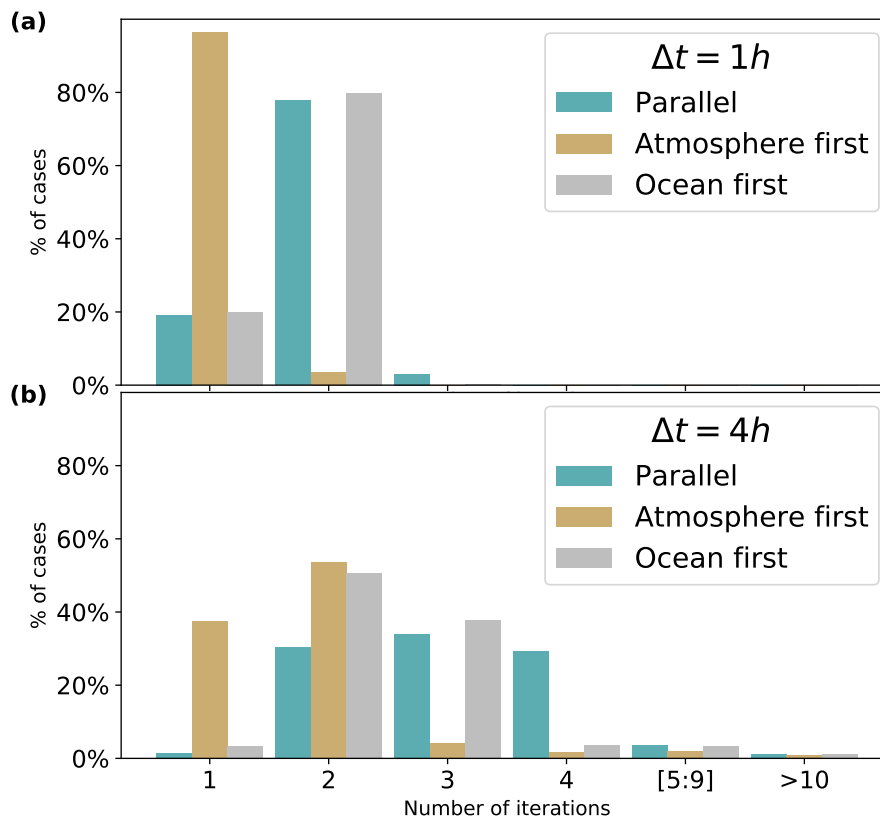 (a)
% of cases
80%
60%
40%
20%
0%
Δt = 1h
Parallel
Atmosphere first
Ocean first
(b)
% of cases
80%
60%
40%
20%
0%
Δt = 4h
Parallel
Atmosphere first
Ocean first
1 2 3 4 [5:9] >10
Number of iterations